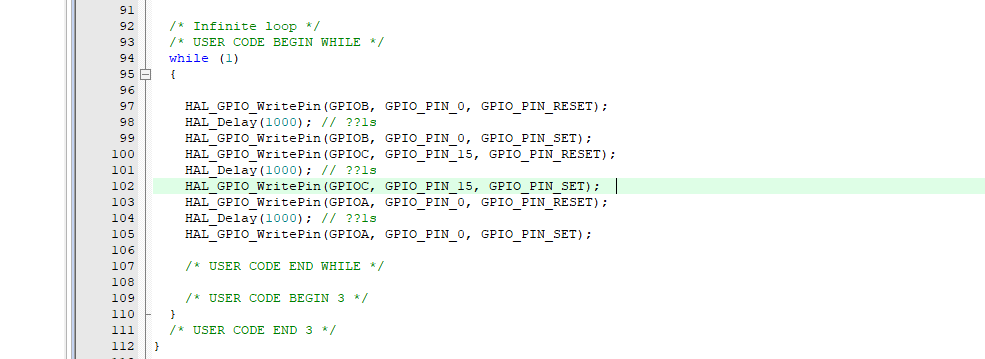 91
92 /* Infinite loop */
93 /* USER CODE BEGIN WHILE */
94 while (1)
95 {
96
97 HAL_GPIO_WritePin(GPIOB, GPIO_PIN_0, GPIO_PIN_RESET);
98 HAL_Delay(1000); // ??1s
99 HAL_GPIO_WritePin(GPIOB, GPIO_PIN_0, GPIO_PIN_SET);
100 HAL_GPIO_WritePin(GPIOC, GPIO_PIN_15, GPIO_PIN_RESET);
101 HAL_Delay(1000); // ??1s
102 HAL_GPIO_WritePin(GPIOC, GPIO_PIN_15, GPIO_PIN_SET);
103 HAL_GPIO_WritePin(GPIOA, GPIO_PIN_0, GPIO_PIN_RESET);
104 HAL_Delay(1000); // ??1s
105 HAL_GPIO_WritePin(GPIOA, GPIO_PIN_0, GPIO_PIN_SET);
106
107 /* USER CODE END WHILE */
108
109 /* USER CODE BEGIN 3 */
110 }
111 /* USER CODE END 3 */
112 }